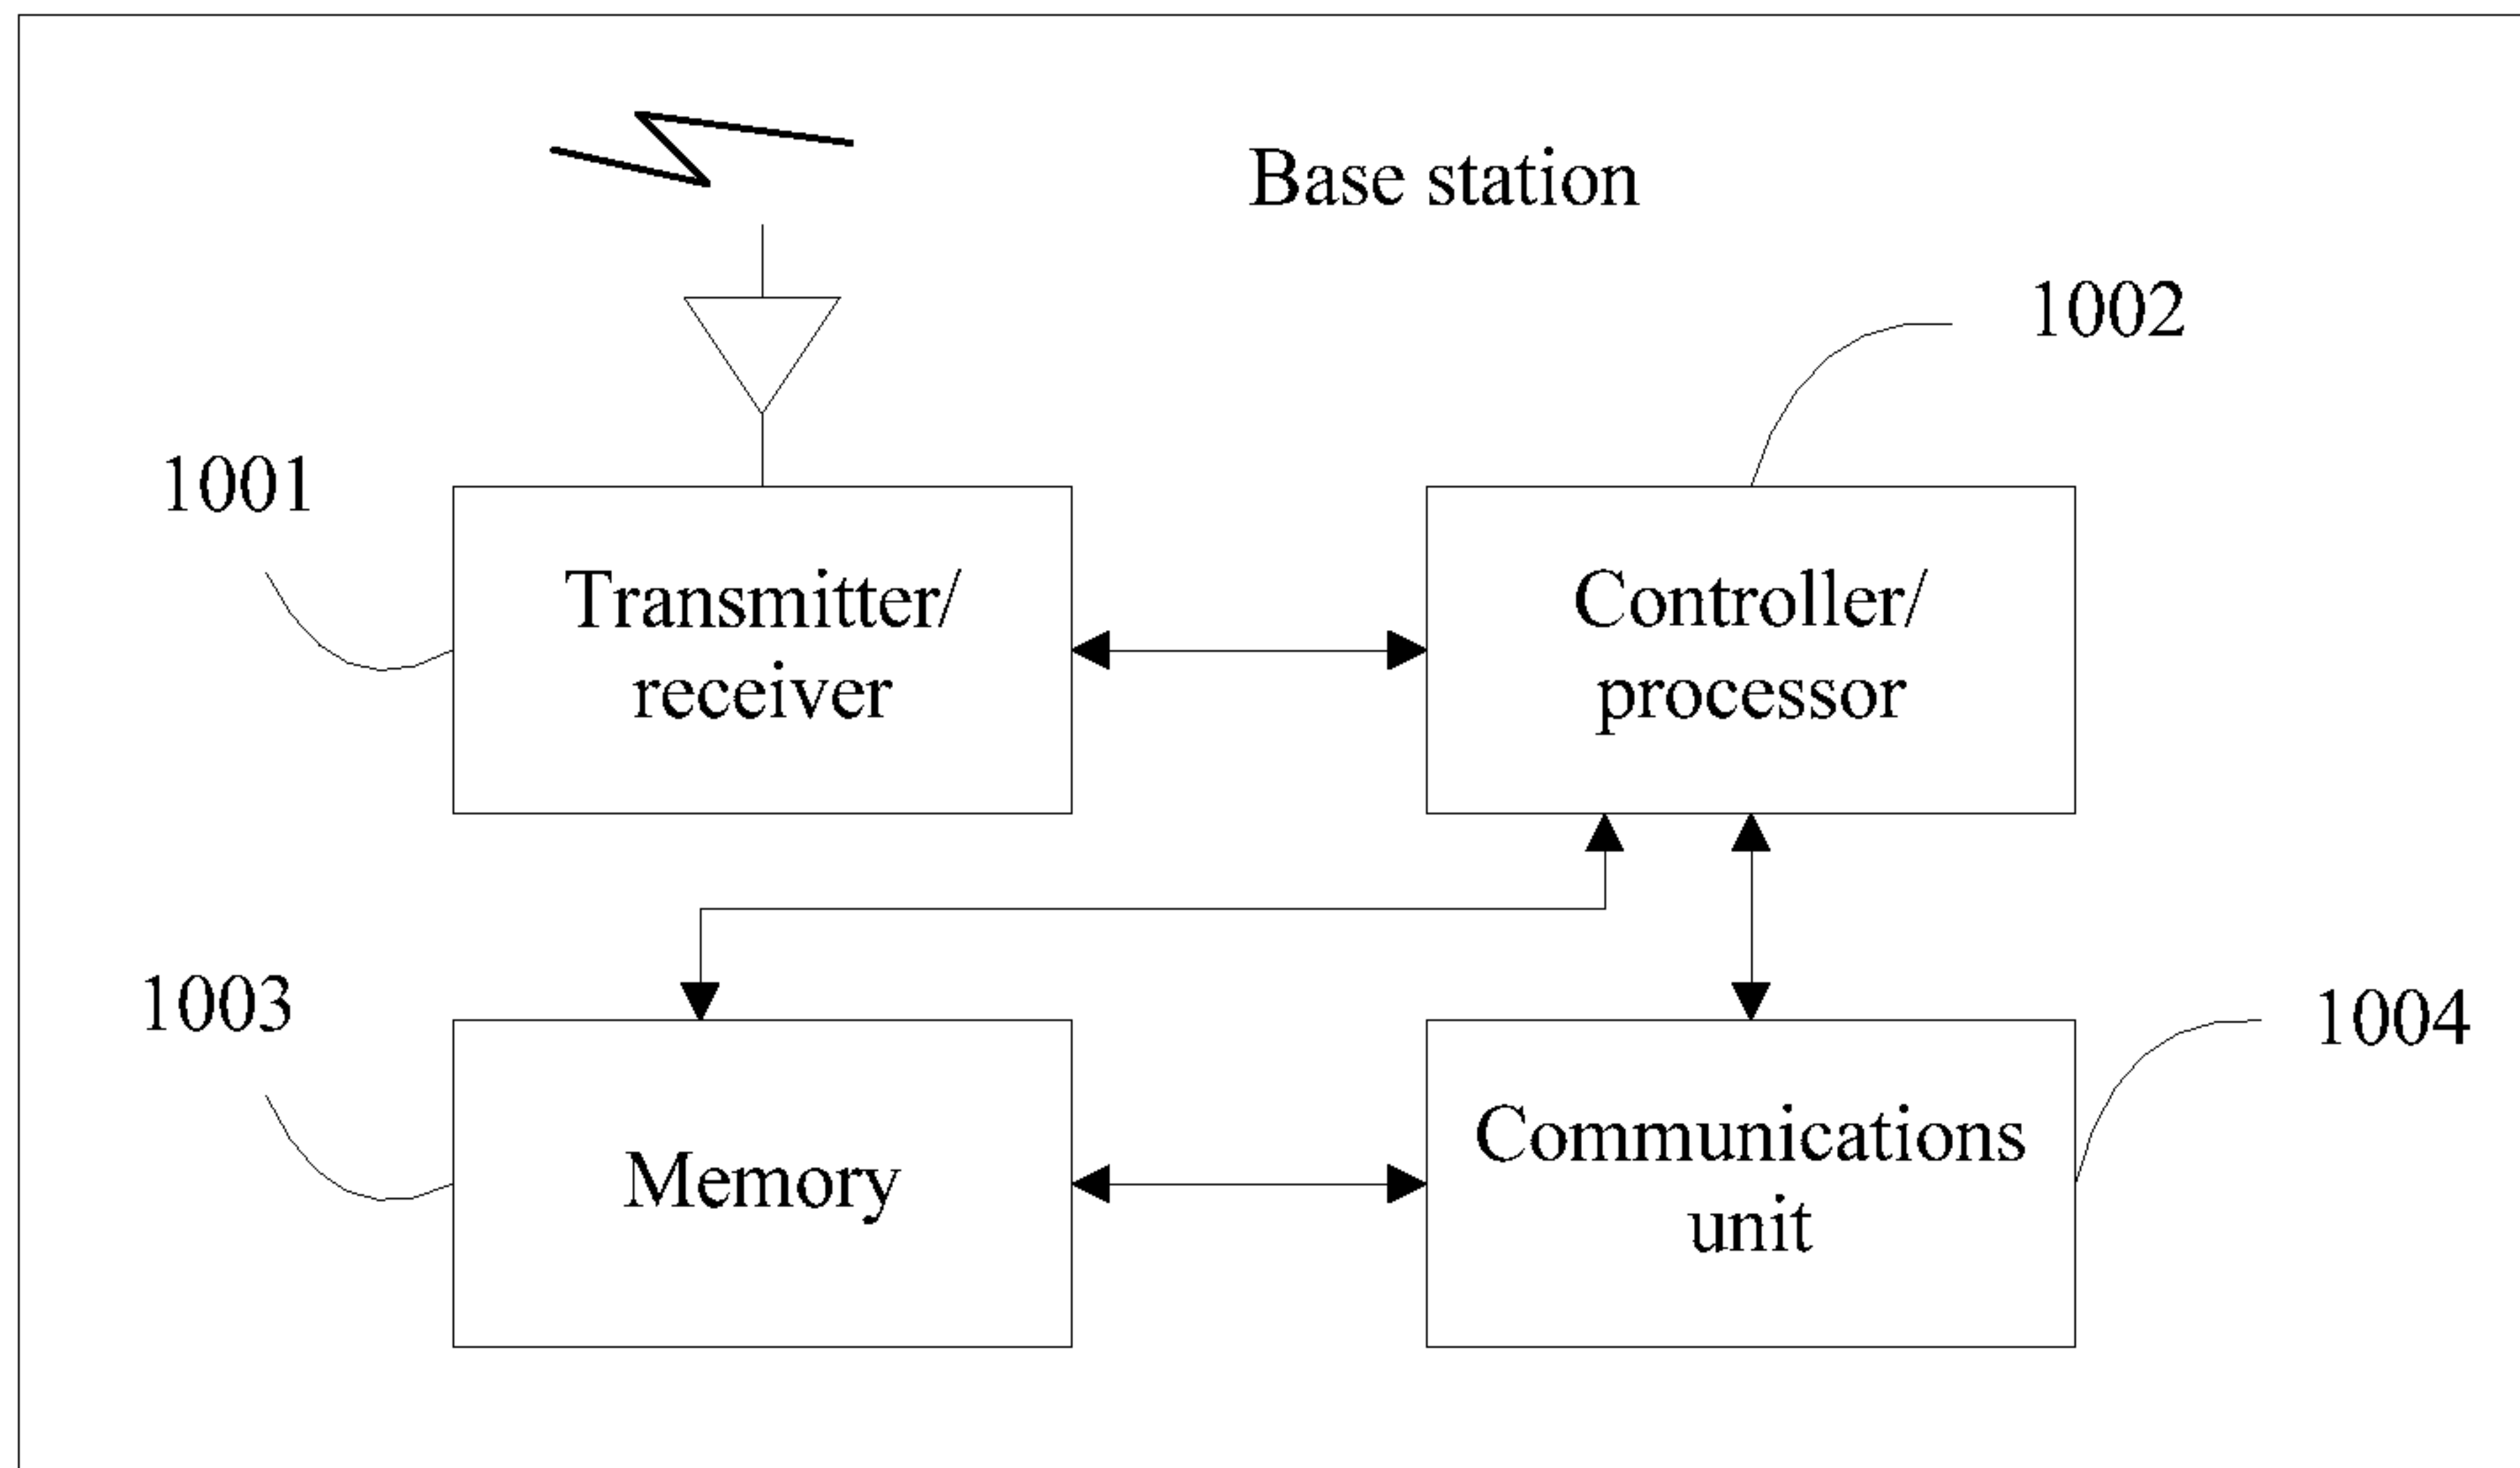 Base station
1002
1001
Transmitter/
receiver
Controller/
processor
1003
1004
Memory
Communications
unit